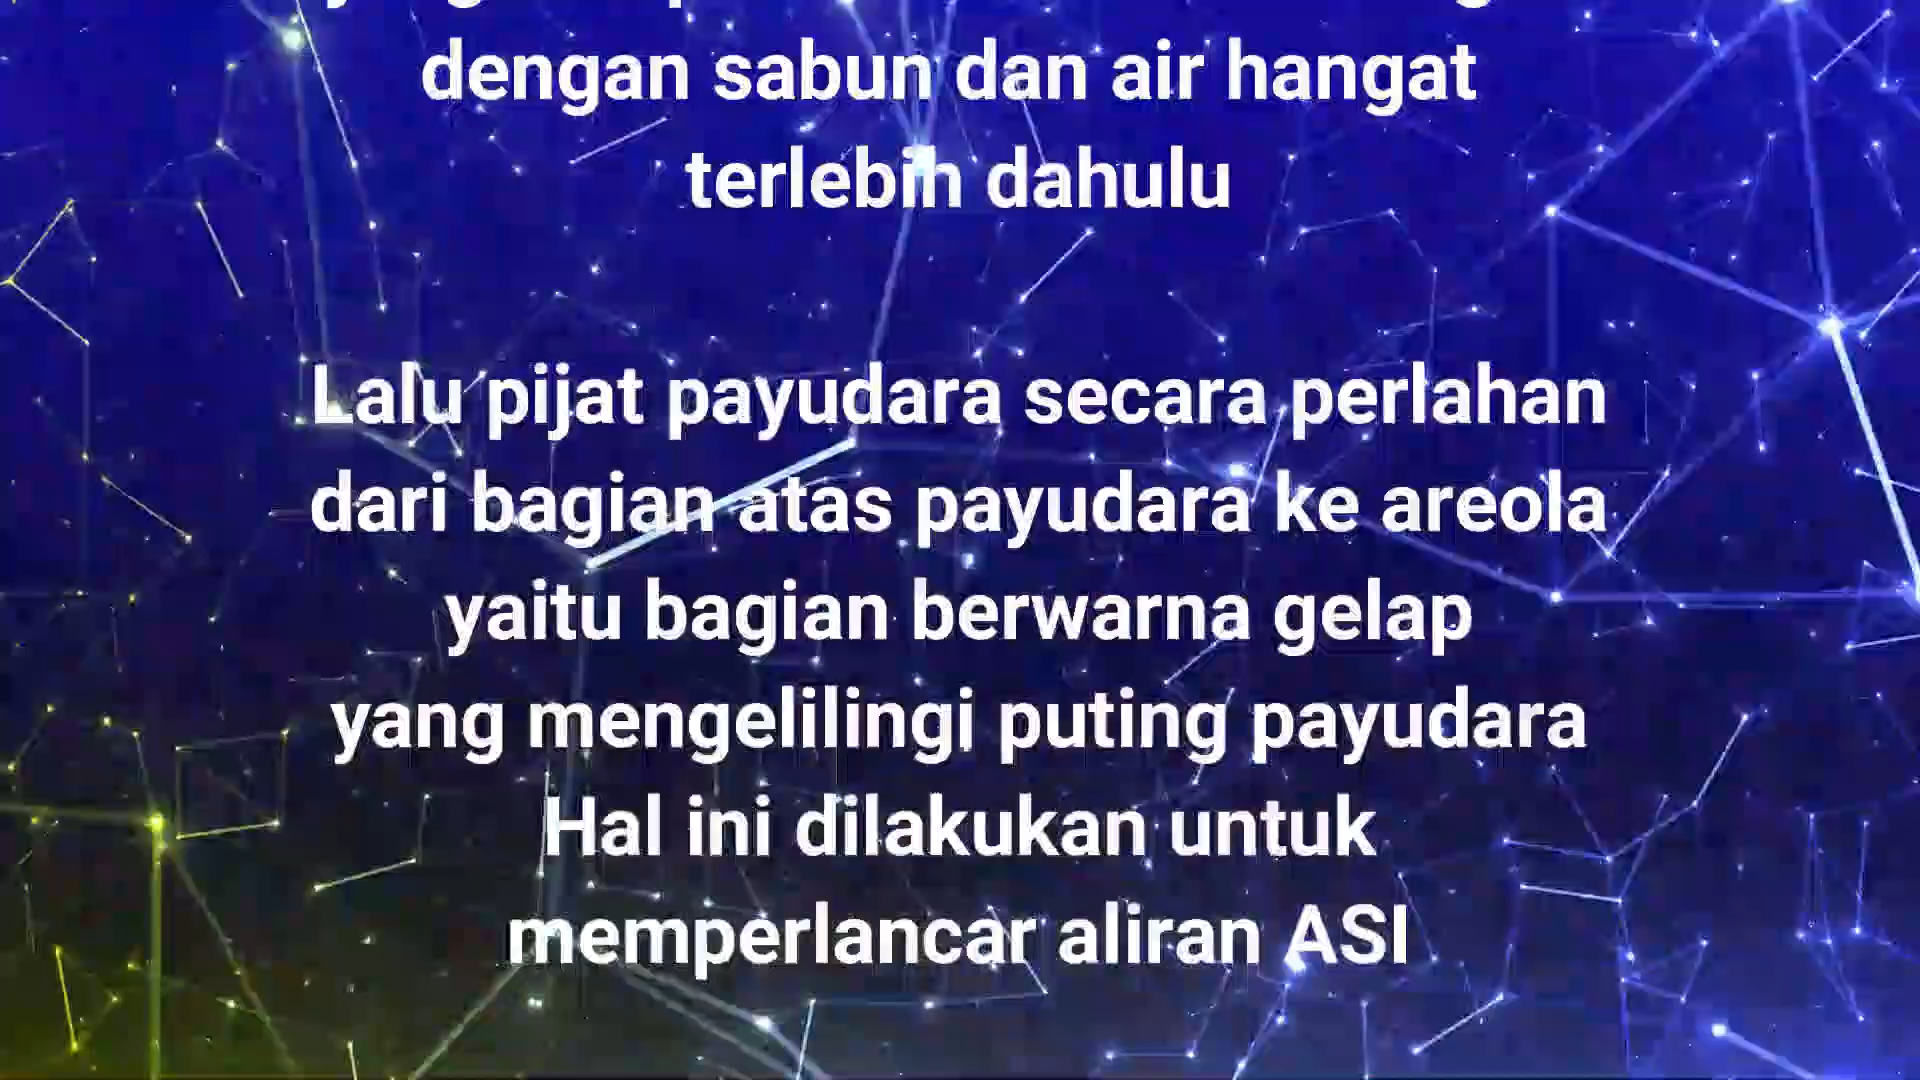 dengan sabun dan air hangat
terlebih dahulu
Lalu pijat payudara secara perlahan
dari bagian atas payudara ke areola
yaitu bagian berwarna gelap
yang mengelilingi puting payudara
Hal ini dilakukan untuk
memperlancar aliran ASI